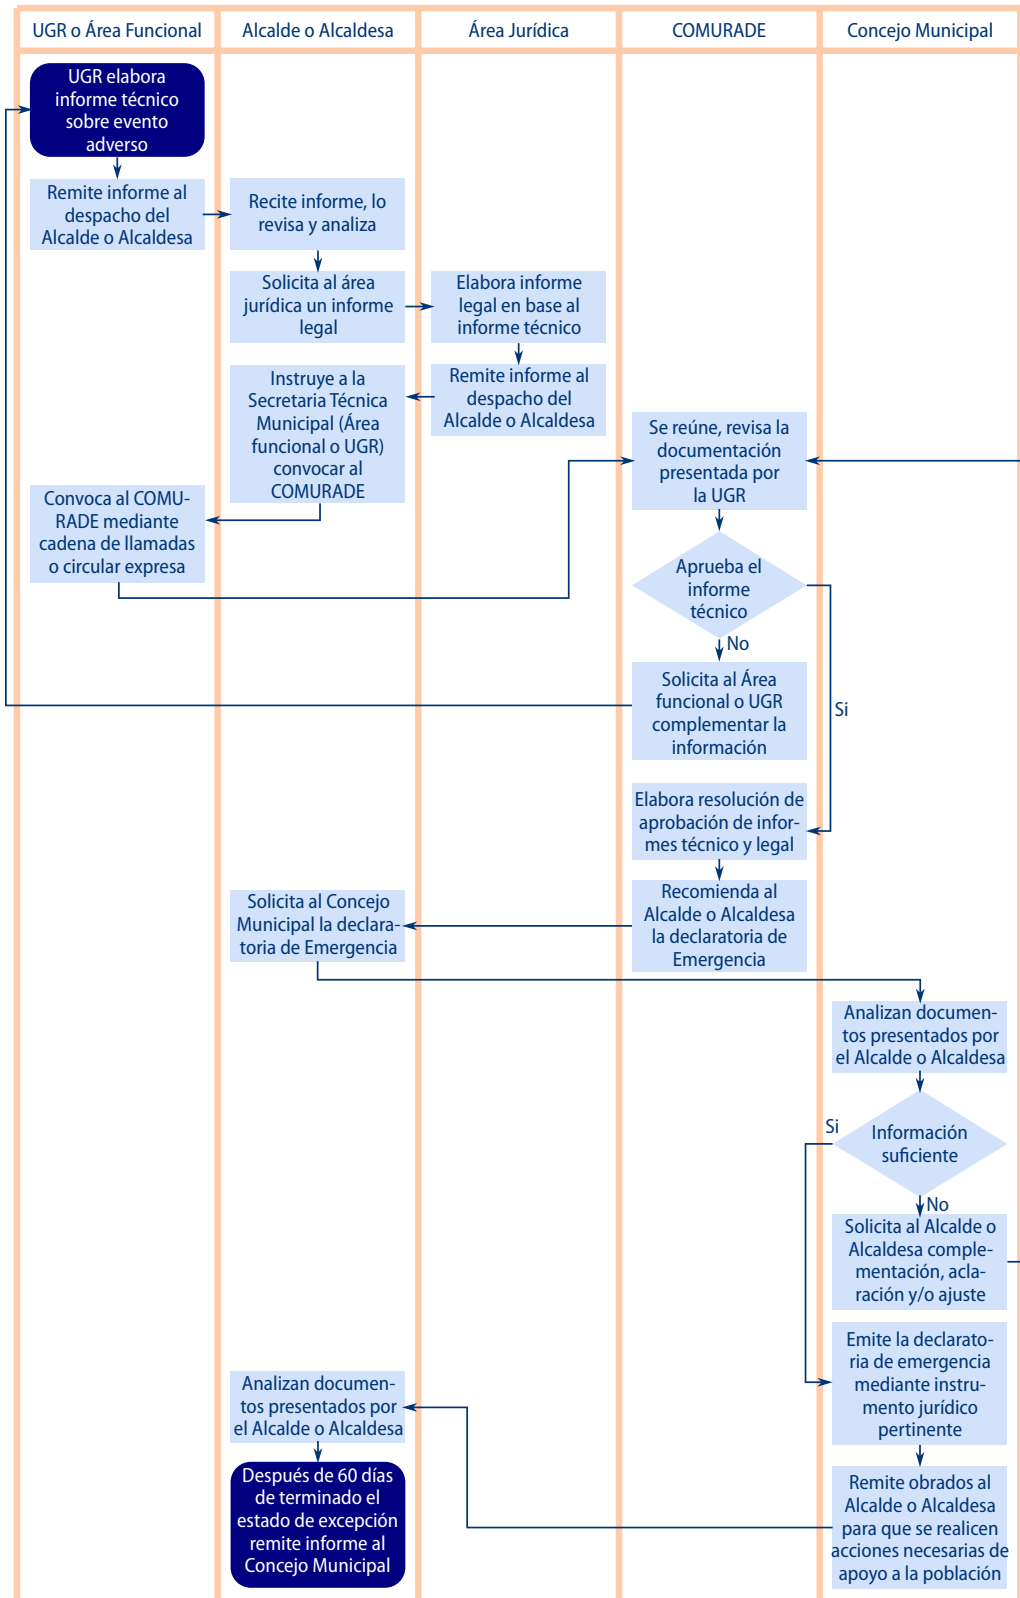 UGR o Área Funcional
Alcalde o Alcaldesa
Área Jurídica
COMURADE
Concejo Municipal
UGR elabora
informe técnico
sobre evento
adverso
Remite informe al
despacho del
Alcalde o Alcaldesa
Recite informe, lo
revisa y analiza
Solicita al área
jurídica un informe
legal
Elabora informe
legal en base al
informe técnico
Remite informe al
despacho del
Alcalde o Alcaldesa
Instruye a la
Secretaria Técnica
Municipal (Área
funcional o UGR)
convocar al
COMURADE
Convoca al COMU-
RADE mediante
cadena de llamadas
o circular expresa
Se reúne, revisa la
documentación
presentada por
la UGR
Aprueba el
informe
técnico
No
Si
Solicita al Área
funcional o UGR
complementar la
información
Elabora resolución de
aprobación de infor-
mes técnico y legal
Recomienda al
Alcalde o Alcaldesa
la declaratoria de
Emergencia
Solicita al Concejo
Municipal la declara-
toria de Emergencia
Analizan documen-
tos presentados por
el Alcalde o Alcaldesa
Información
suficiente
Si
No
Solicita al Alcalde o
Alcaldesa comple-
mentación, acla-
ración y/o ajuste
Emite la declarato-
ria de emergencia
mediante instru-
mento jurídico
pertinente
Remite obrados al
Alcalde o Alcaldesa
para que se realicen
acciones necesarias de
apoyo a la población
Analizan documen-
tos presentados por
el Alcalde o Alcaldesa
Después de 60 días
de terminado el
estado de excepción
remite informe al
Concejo Municipal